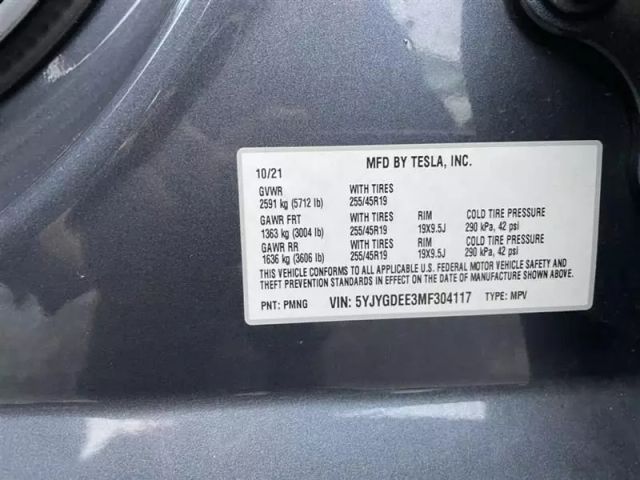 MFD BY TESLA, INC.
10/21
GVWR WITH TIRES
2591 kg (5712 lb) 255/45R19
GAWR FRT WITH TIRES RIM COLD TIRE PRESSURE
1363 kg (3004 lb) 255/45R19 19X9.5J 290 kPa, 42 psi
GAWR RR WITH TIRES RIM COLD TIRE PRESSURE
1636 kg (3606 lb) 255/45R19 19X9.5J 290 kPa, 42 psi
THIS VEHICLE CONFORMS TO ALL APPLICABLE U.S. FEDERAL MOTOR VEHICLE SAFETY AND
THEFT PREVENTION STANDARDS IN EFFECT ON THE DATE OF MANUFACTURE SHOWN ABOVE.
PNT: PMNG VIN: 5YJYGDEE3MF304117 TYPE: MPV